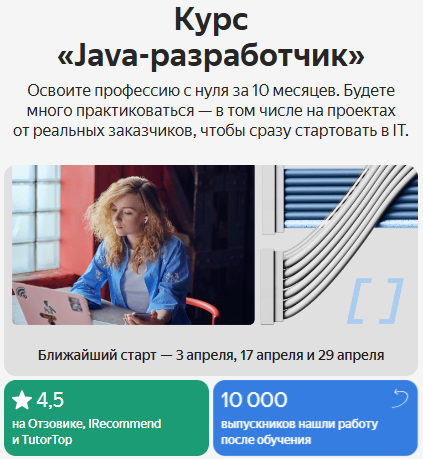 Курс
«Java-разработчик»
Освоите профессию с нуля за 10 месяцев. Будете
много практиковаться — в том числе на проектах
от реальных заказчиков, чтобы сразу стартовать в IT.
[ ]
Ближайший старт — 3 апреля, 17 апреля и 29 апреля
4,5
на Отзовике, IRecommend
и TutorTop
10 000
выпускников нашли работу
после обучения